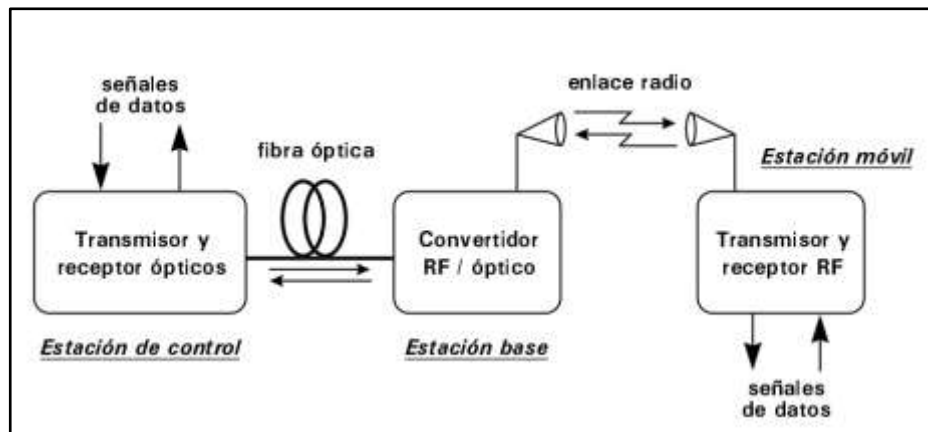 señales
de datos
fibra óptica
enlace radio
Estación móvil
Transmisor y
receptor ópticos
Convertidor
RF / óptico
Transmisor y
receptor RF
Estación de control
Estación base
señales
de datos